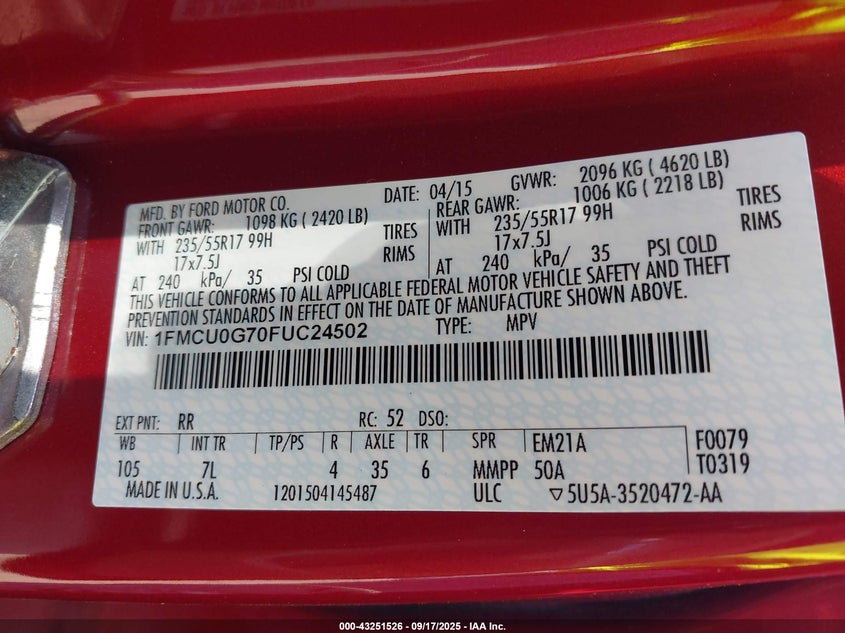 MFD. BY FORD MOTOR CO. DATE: 04/15 GVWR: 2096 KG ( 4620 LB)
FRONT GAWR: 1098 KG ( 2420 LB) REAR GAWR: 1006 KG ( 2218 LB)
WITH 235/55R17 99H TIRES WITH 235/55R17 99H TIRES
17x7.5J RIMS 17x7.5J RIMS
AT 240 kPa/ 35 PSI COLD AT 240 kPa/ 35 PSI COLD
THIS VEHICLE CONFORMS TO ALL APPLICABLE FEDERAL MOTOR VEHICLE SAFETY AND THEFT
PREVENTION STANDARDS IN EFFECT ON THE DATE OF MANUFACTURE SHOWN ABOVE.
VIN: 1FMCU0G70FUC24502 TYPE: MPV
EXT PNT: RR RC: 52 DSO:
WB INT TR TP/PS R AXLE TR SPR EM21A F0079
105 7L 4 35 6 MMPP 50A T0319
MADE IN U.S.A. 1201504145487 ULC ▽5U5A-3520472-AA
000-43251526 - 09/17/2025 - IAA Inc.